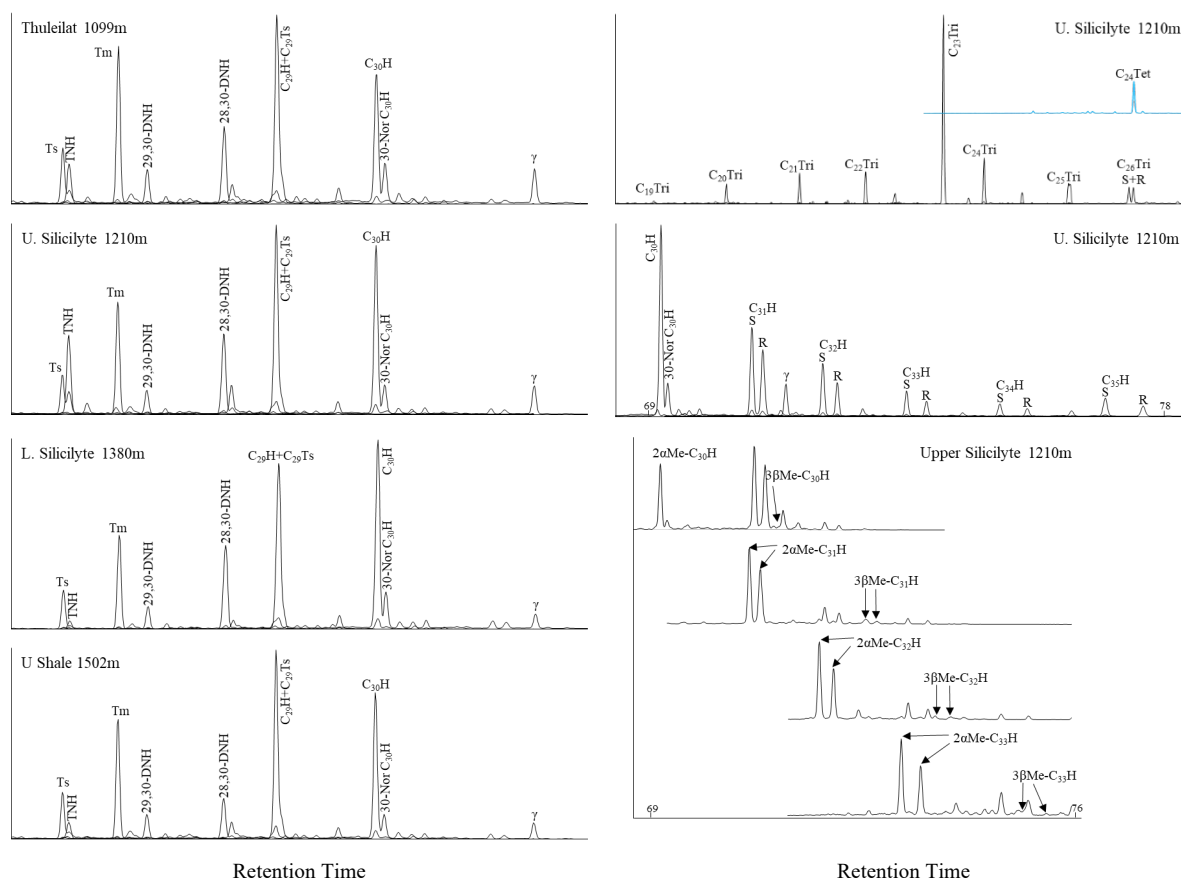 Thuleilat 1099m
Ts
TNH
Tm
29,30-DNH
28,30-DNH
C29H+C29Ts
C30H
30-Nor C30H
γ
U. Silicilyte 1210m
Ts
TNH
Tm
29,30-DNH
28,30-DNH
C29H+C29Ts
C30H
30-Nor C30H
γ
L. Silicilyte 1380m
Ts
TNH
Tm
29,30-DNH
28,30-DNH
C29H+C29Ts
C30H
30-Nor C30H
γ
U Shale 1502m
Ts
TNH
Tm
29,30-DNH
28,30-DNH
C29H+C29Ts
C30H
30-Nor C30H
γ
Retention Time
U. Silicilyte 1210m
C19Tri
C20Tri
C21Tri
C22Tri
C23Tri
C24Tri
C25Tri
C24Tet
C26Tri
S+R
U. Silicilyte 1210m
C30H
30-Nor C30H
C31H
S
R
γ
C32H
S
R
C33H
S
R
C34H
S
R
C35H
S
R
69
78
Upper Silicilyte 1210m
2αMe-C30H
3βMe-C30H
2αMe-C31H
3βMe-C31H
2αMe-C32H
3βMe-C32H
2αMe-C33H
3βMe-C33H
69
76
Retention Time